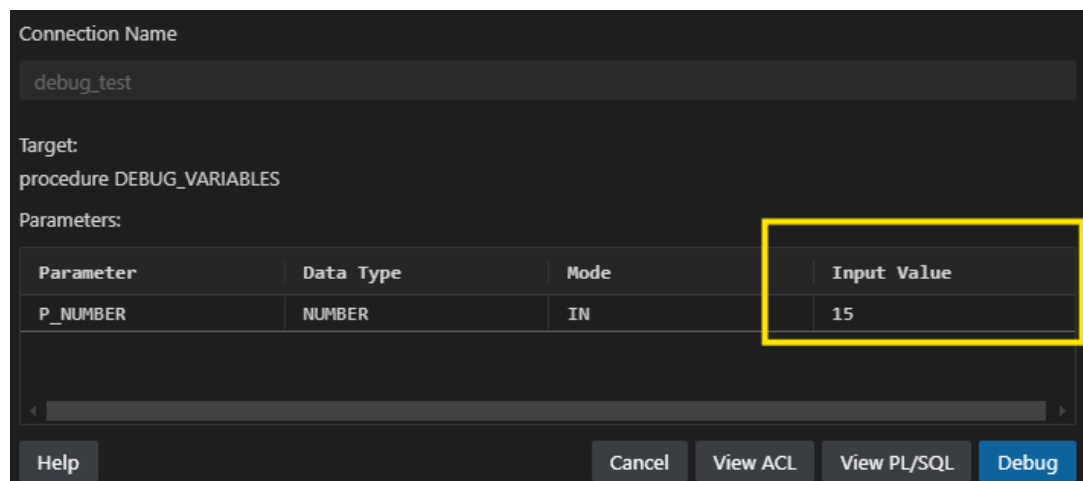 Connection Name
debug_test
Target:
procedure DEBUG_VARIABLES
Parameters:
Parameter Data Type Mode Input Value
P_NUMBER NUMBER IN 15
Help Cancel View ACL View PL/SQL Debug